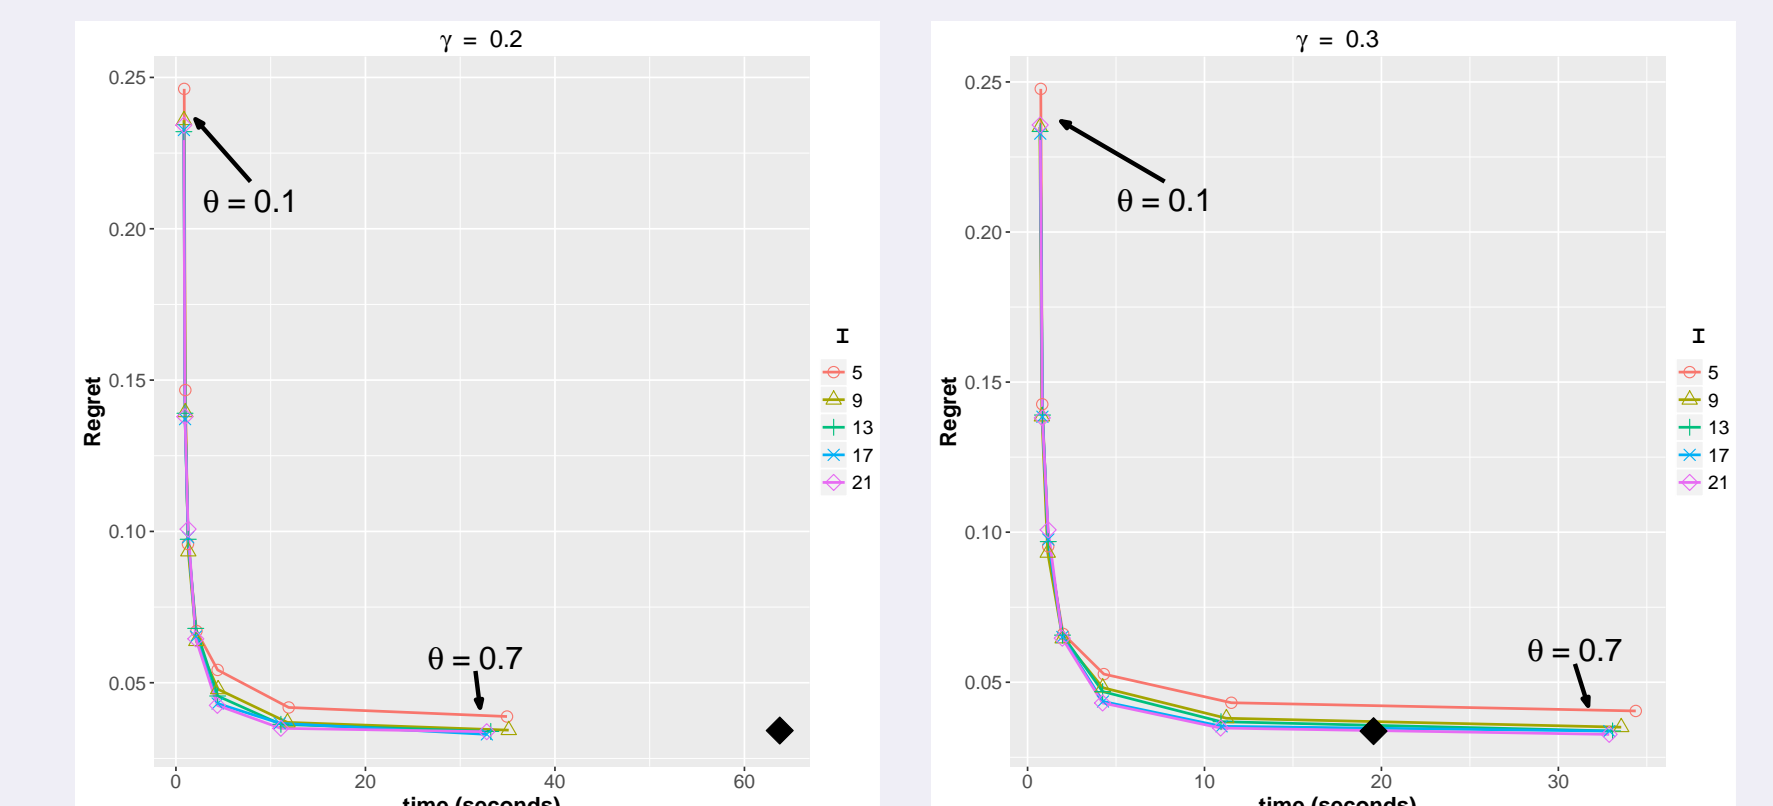 γ = 0.2
0.25
0.20
0.15
0.10
0.05
Regret
θ = 0.1
θ = 0.7
0
20
40
60
time (seconds)
I
5
9
13
17
21
γ = 0.3
0.25
0.20
0.15
0.10
0.05
Regret
θ = 0.1
θ = 0.7
0
10
20
30
time (seconds)
I
5
9
13
17
21